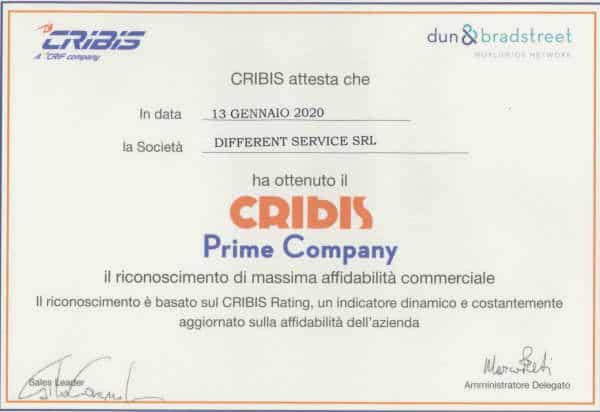 CRIBIS
A CRIF company
dun & bradstreet
WORLDWIDE NETWORK
CRIBIS attesta che
In data 13 GENNAIO 2020
la Società DIFFERENT SERVICE SRL
ha ottenuto il
CRIBIS
Prime Company
il riconoscimento di massima affidabilità commerciale
Il riconoscimento è basato sul CRIBIS Rating, un indicatore dinamico e costantemente
aggiornato sulla affidabilità dell'azienda
Sales Leader
Amministratore Delegato